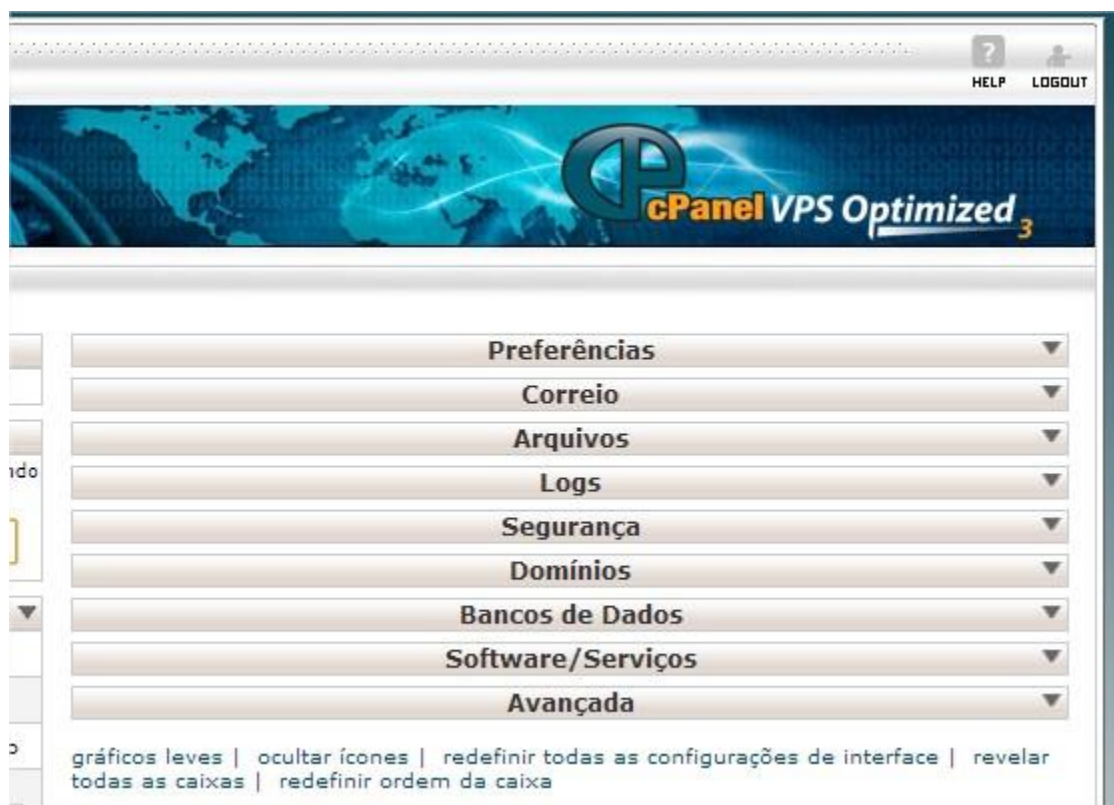 HELP LOGOUT
cPanel VPS Optimized 3
Preferências
Correio
Arquivos
Logs
ndo
Segurança
Domínios
Bancos de Dados
Software/Serviços
Avançada
gráficos leves | ocultar ícones | redefinir todas as configurações de interface | revelar
todas as caixas | redefinir ordem da caixa